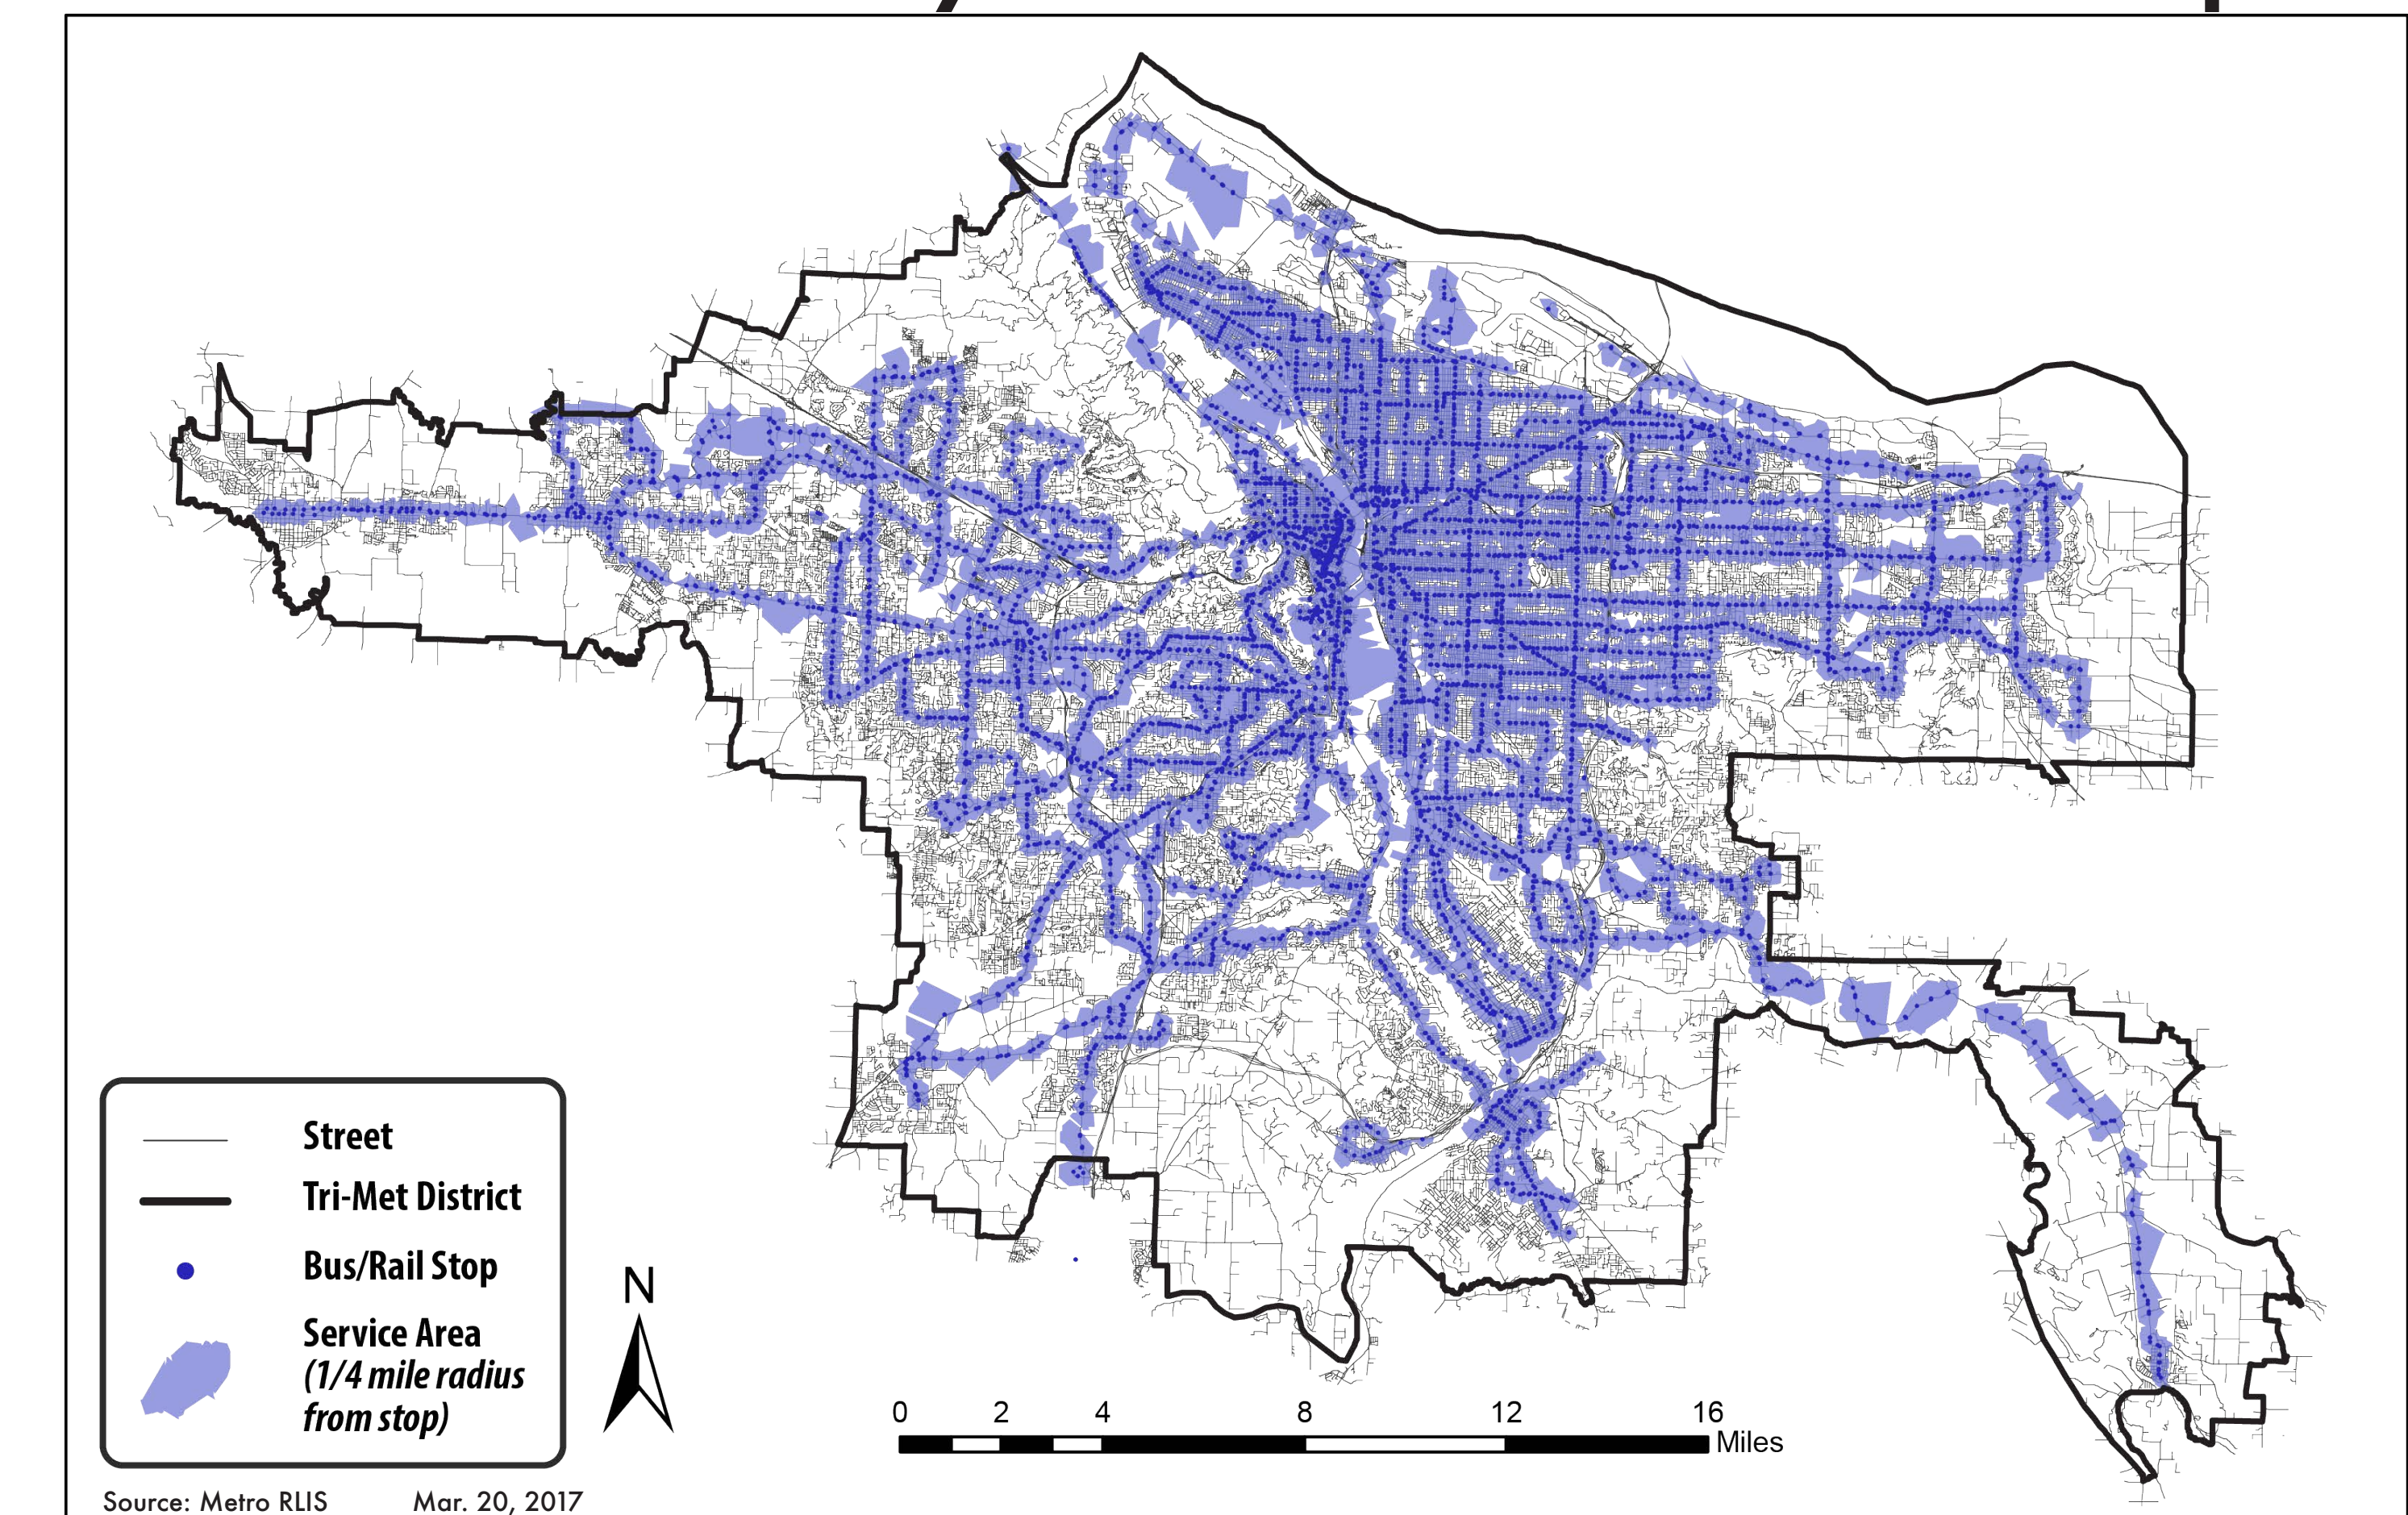 Street
Tri-Met District
Bus/Rail Stop
Service Area
(1/4 mile radius
from stop)
N
0 2 4 8 12 16
Miles
Source: Metro RLIS Mar. 20, 2017